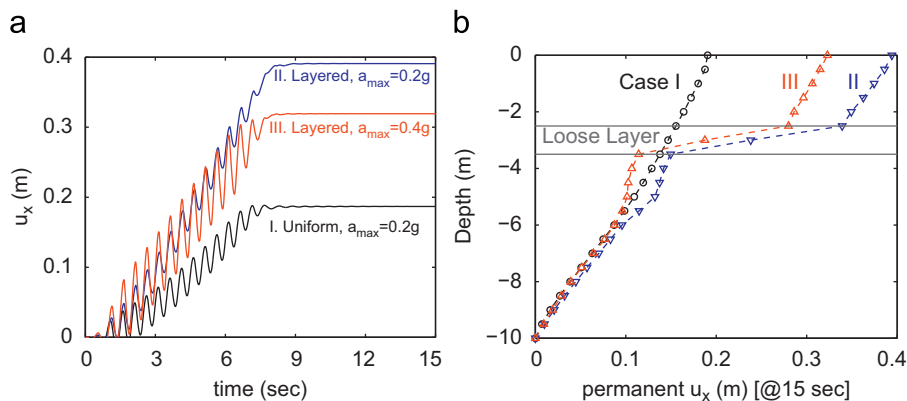 a
0.4
0.3
0.2
0.1
0
u_x (m)
II. Layered, a_max=0.2g
III. Layered, a_max=0.4g
I. Uniform, a_max=0.2g
0 3 6 9 12 15
time (sec)
b
0
−2
−4
−6
−8
−10
Depth (m)
Case I III II
Loose Layer
0 0.1 0.2 0.3 0.4
permanent u_x (m) [@15 sec]